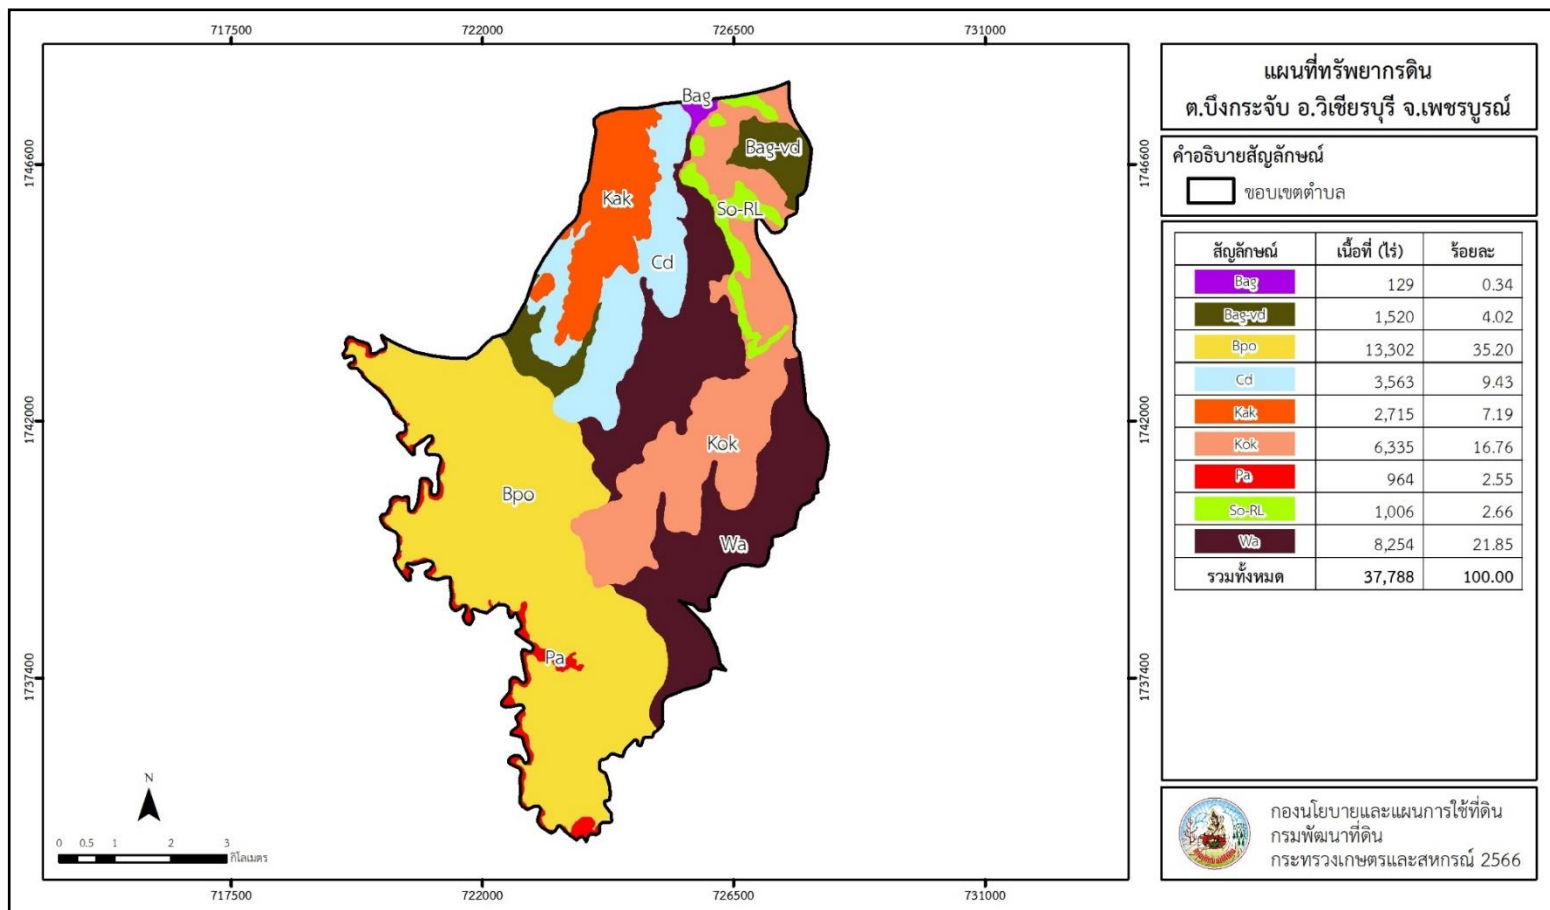 717500
722000
726500
731000
แผนที่ทรัพยากรดิน
ต.บึงกระจับ อ.วิเชียรบุรี จ.เพชรบูรณ์
คำอธิบายสัญลักษณ์
ขอบเขตตำบล
สัญลักษณ์ เนื้อที่ (ไร่) ร้อยละ
Bag 129 0.34
Bag-vd 1,520 4.02
Bpo 13,302 35.20
Cd 3,563 9.43
Kak 2,715 7.19
Kok 6,335 16.76
Pa 964 2.55
So-RL 1,006 2.66
Wa 8,254 21.85
รวมทั้งหมด 37,788 100.00
Bag
Bag-vd
Kak
So-RL
Cd
Kok
Bpo
Wa
Pa
1746600
1746600
1742000
1742000
1737400
1737400
N
0 0.5 1 2 3
กิโลเมตร
กองนโยบายและแผนการใช้ที่ดิน
กรมพัฒนาที่ดิน
กระทรวงเกษตรและสหกรณ์ 2566
717500
722000
726500
731000